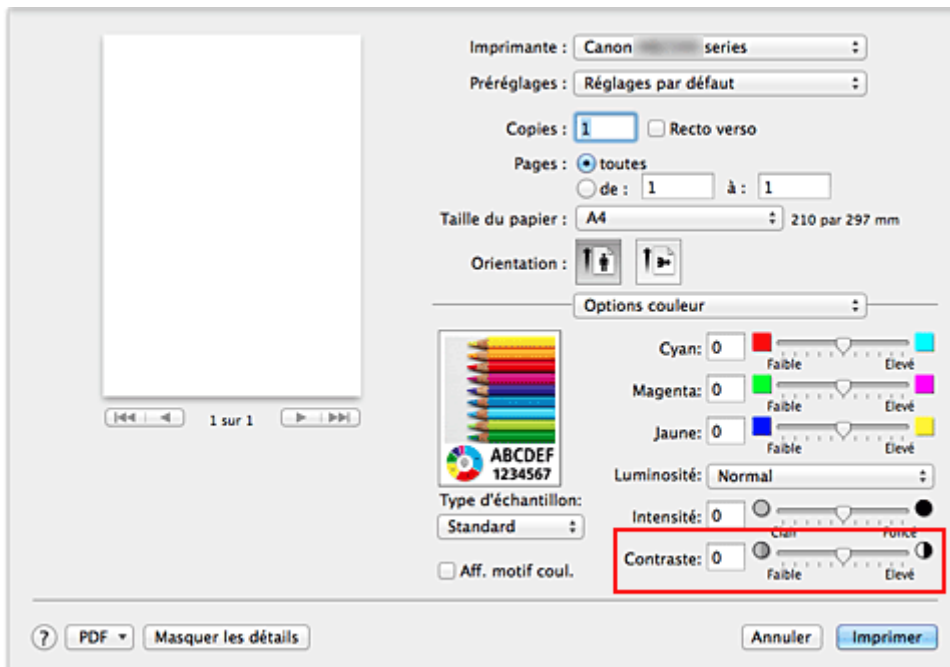 Imprimante : Canon series
Préréglages : Réglages par défaut
Copies : 1 Recto verso
Pages : toutes
de : 1 à : 1
Taille du papier : A4 210 par 297 mm
Orientation :
Options couleur
Cyan: 0
Faible Élevé
Magenta: 0
Faible Élevé
Jaune: 0
Faible Élevé
Luminosité: Normal
Intensité: 0
Clair Foncé
Contraste: 0
Faible Élevé
1 sur 1
ABCDEF
1234567
Type d'échantillon:
Standard
Aff. motif coul.
? PDF Masquer les détails Annuler Imprimer